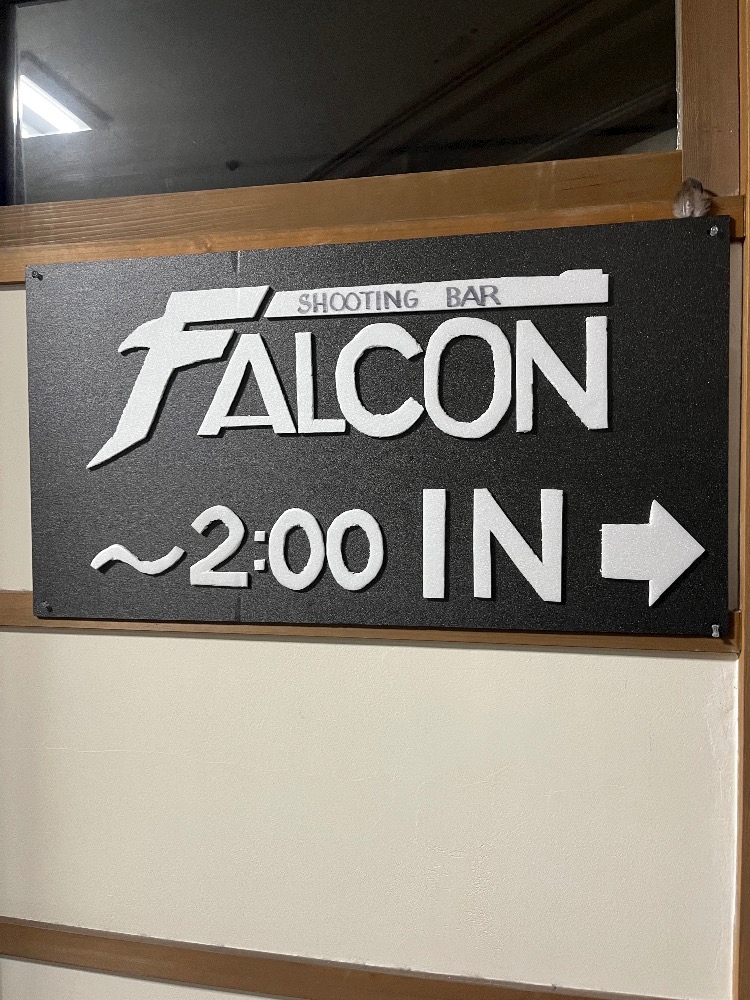 SHOOTING BAR
FALCON
～2:00 IN →